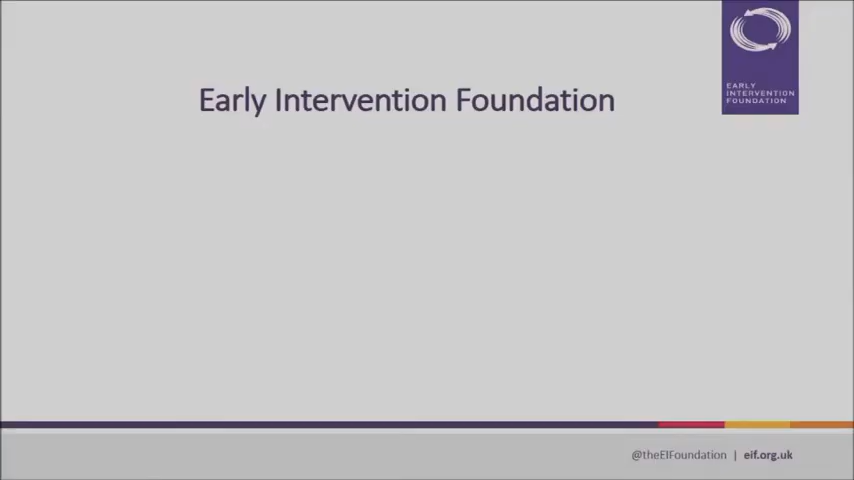 Early Intervention Foundation
EARLY
INTERVENTION
FOUNDATION
@theEIFoundation | eif.org.uk